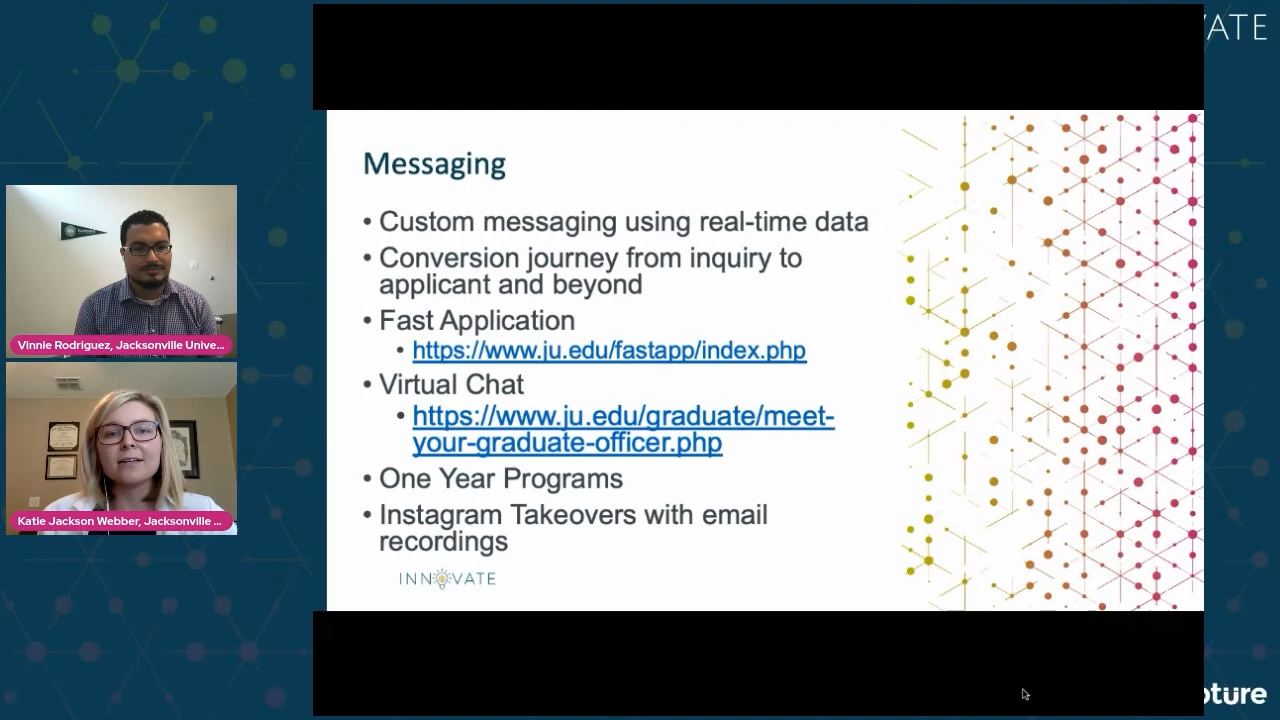 VATE
Messaging
• Custom messaging using real-time data
• Conversion journey from inquiry to
applicant and beyond
• Fast Application
• https://www.ju.edu/fastapp/index.php
• Virtual Chat
• https://www.ju.edu/graduate/meet-
your-graduate-officer.php
• One Year Programs
• Instagram Takeovers with email
recordings
INNOVATE
Vinnie Rodriguez, Jacksonville Unive...
Katie Jackson Webber, Jacksonville ...
pture